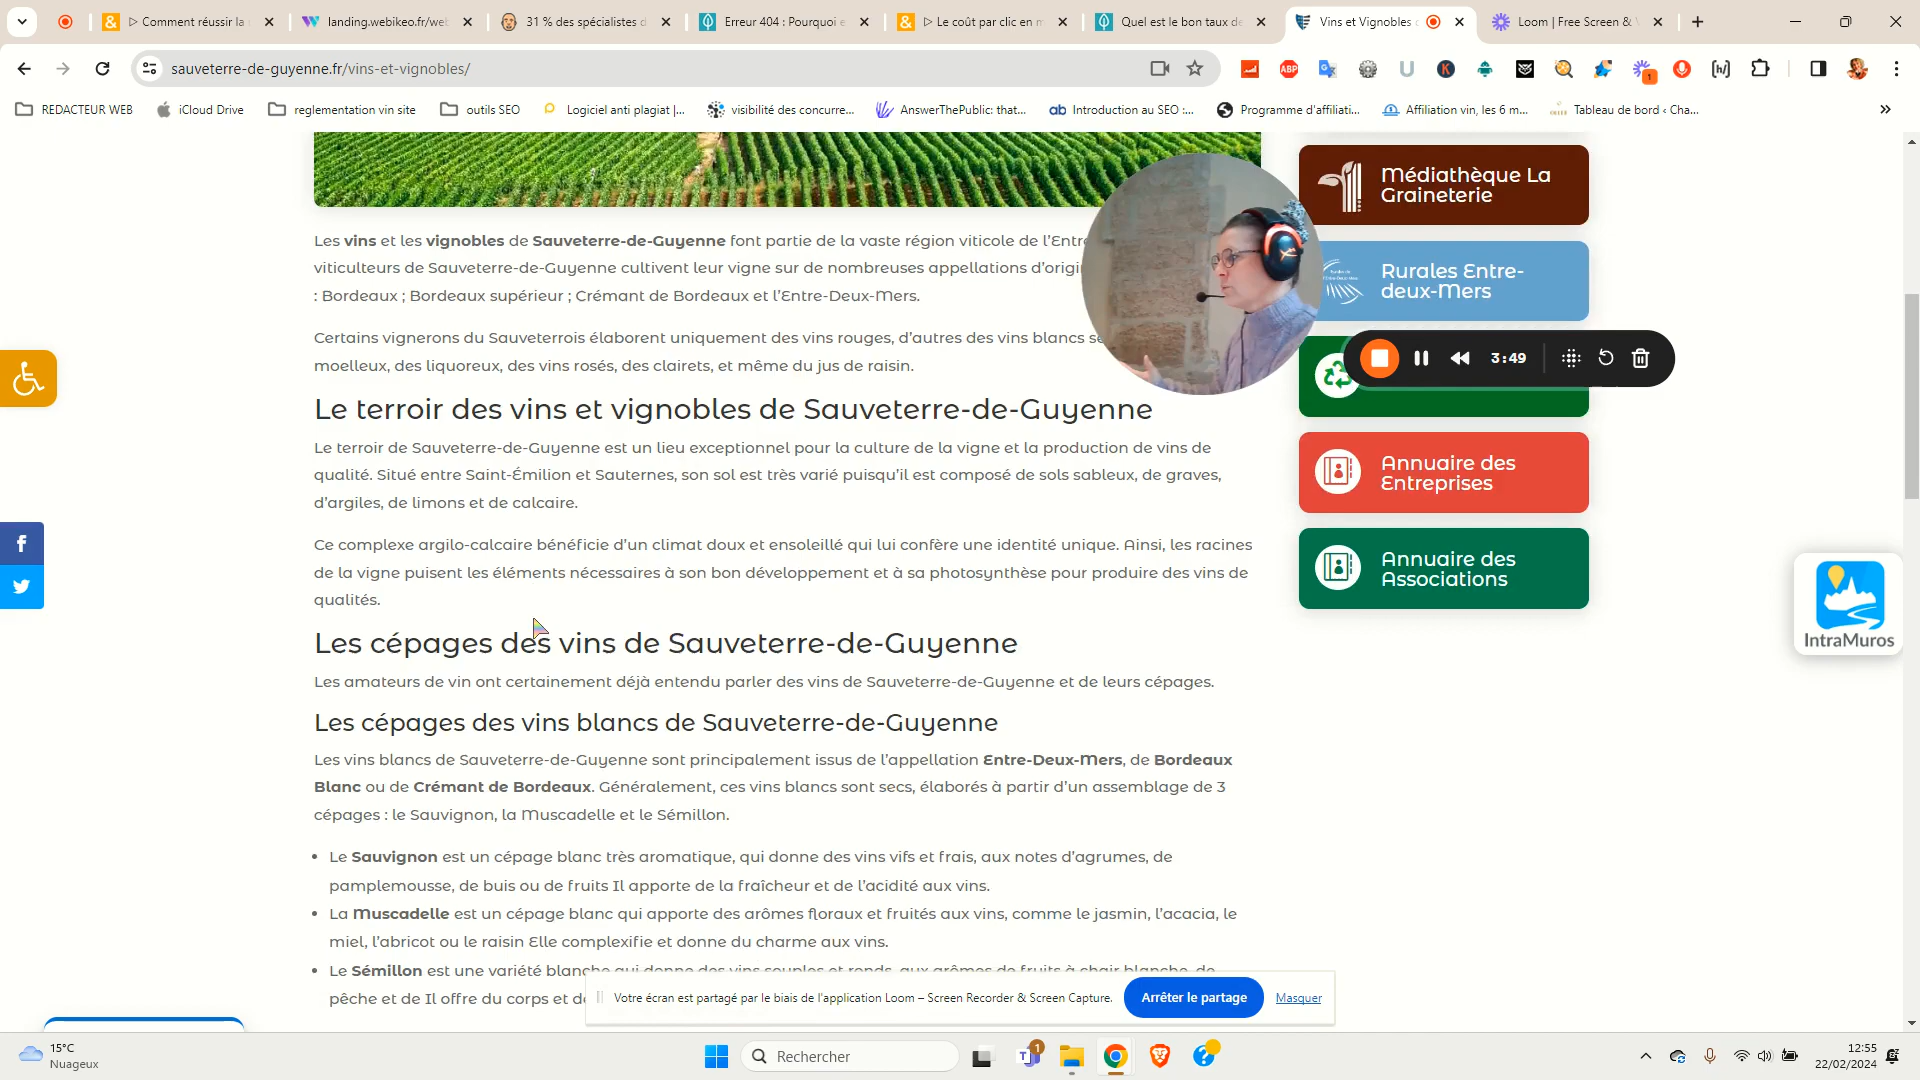 Comment réussir la
landing.webikeo.fr/web
31 % des spécialistes d
Erreur 404 : Pourquoi e
Le coût par clic en m
Quel est le bon taux de
Vins et Vignobles
Loom | Free Screen & V
sauveterre-de-guyenne.fr/vins-et-vignobles/
REDACTEUR WEB
iCloud Drive
reglementation vin site
outils SEO
Logiciel anti plagiat |...
visibilité des concurre...
AnswerThePublic: that...
Introduction au SEO :...
Programme d'affiliati...
Affiliation vin, les 6 m...
Tableau de bord ‹ Cha...
Les vins et les vignobles de Sauveterre-de-Guyenne font partie de la vaste région viticole de l'Entre
viticulteurs de Sauveterre-de-Guyenne cultivent leur vigne sur de nombreuses appellations d'origi
: Bordeaux ; Bordeaux supérieur ; Crémant de Bordeaux et l'Entre-Deux-Mers.
Certains vignerons du Sauveterrois élaborent uniquement des vins rouges, d'autres des vins blancs se
moelleux, des liquoreux, des vins rosés, des clairets, et même du jus de raisin.
Le terroir des vins et vignobles de Sauveterre-de-Guyenne
Le terroir de Sauveterre-de-Guyenne est un lieu exceptionnel pour la culture de la vigne et la production de vins de
qualité. Situé entre Saint-Émilion et Sauternes, son sol est très varié puisqu'il est composé de sols sableux, de graves,
d'argiles, de limons et de calcaire.
Ce complexe argilo-calcaire bénéficie d'un climat doux et ensoleillé qui lui confère une identité unique. Ainsi, les racines
de la vigne puisent les éléments nécessaires à son bon développement et à sa photosynthèse pour produire des vins de
qualités.
Les cépages des vins de Sauveterre-de-Guyenne
Les amateurs de vin ont certainement déjà entendu parler des vins de Sauveterre-de-Guyenne et de leurs cépages.
Les cépages des vins blancs de Sauveterre-de-Guyenne
Les vins blancs de Sauveterre-de-Guyenne sont principalement issus de l'appellation Entre-Deux-Mers, de Bordeaux
Blanc ou de Crémant de Bordeaux. Généralement, ces vins blancs sont secs, élaborés à partir d'un assemblage de 3
cépages : le Sauvignon, la Muscadelle et le Sémillon.
• Le Sauvignon est un cépage blanc très aromatique, qui donne des vins vifs et frais, aux notes d'agrumes, de
pamplemousse, de buis ou de fruits Il apporte de la fraîcheur et de l'acidité aux vins.
• La Muscadelle est un cépage blanc qui apporte des arômes floraux et fruités aux vins, comme le jasmin, l'acacia, le
miel, l'abricot ou le raisin Elle complexifie et donne du charme aux vins.
• Le Sémillon est une variété blanche qui donne des vins souples et ronds, aux arômes de fruits à chair blanche, de
pêche et de Il offre du corps et de
Médiathèque La
Graineterie
Rurales Entre-
deux-Mers
3:49
Annuaire des
Entreprises
Annuaire des
Associations
IntraMuros
Votre écran est partagé par le biais de l'application Loom – Screen Recorder & Screen Capture.
Arrêter le partage
Masquer
15°C
Nuageux
Rechercher
12:55
22/02/2024